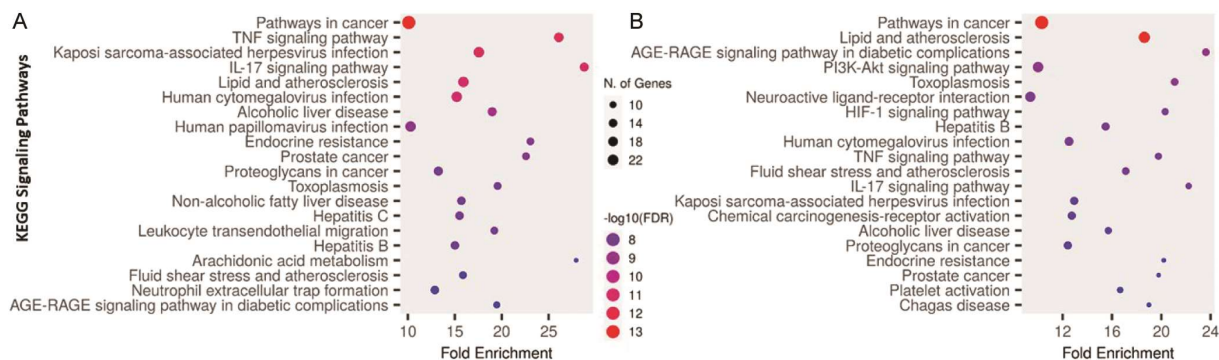 A
KEGG Signaling Pathways
Pathways in cancer
TNF signaling pathway
Kaposi sarcoma-associated herpesvirus infection
IL-17 signaling pathway
Lipid and atherosclerosis
Human cytomegalovirus infection
Alcoholic liver disease
Human papillomavirus infection
Endocrine resistance
Prostate cancer
Proteoglycans in cancer
Toxoplasmosis
Non-alcoholic fatty liver disease
Hepatitis C
Leukocyte transendothelial migration
Hepatitis B
Arachidonic acid metabolism
Fluid shear stress and atherosclerosis
Neutrophil extracellular trap formation
AGE-RAGE signaling pathway in diabetic complications
10 15 20 25
Fold Enrichment
N. of Genes
10
14
18
22
-log10(FDR)
8
9
10
11
12
13
B
Pathways in cancer
Lipid and atherosclerosis
AGE-RAGE signaling pathway in diabetic complications
PI3K-Akt signaling pathway
Toxoplasmosis
Neuroactive ligand-receptor interaction
HIF-1 signaling pathway
Hepatitis B
Human cytomegalovirus infection
TNF signaling pathway
Fluid shear stress and atherosclerosis
IL-17 signaling pathway
Kaposi sarcoma-associated herpesvirus infection
Chemical carcinogenesis-receptor activation
Alcoholic liver disease
Proteoglycans in cancer
Endocrine resistance
Prostate cancer
Platelet activation
Chagas disease
12 16 20 24
Fold Enrichment